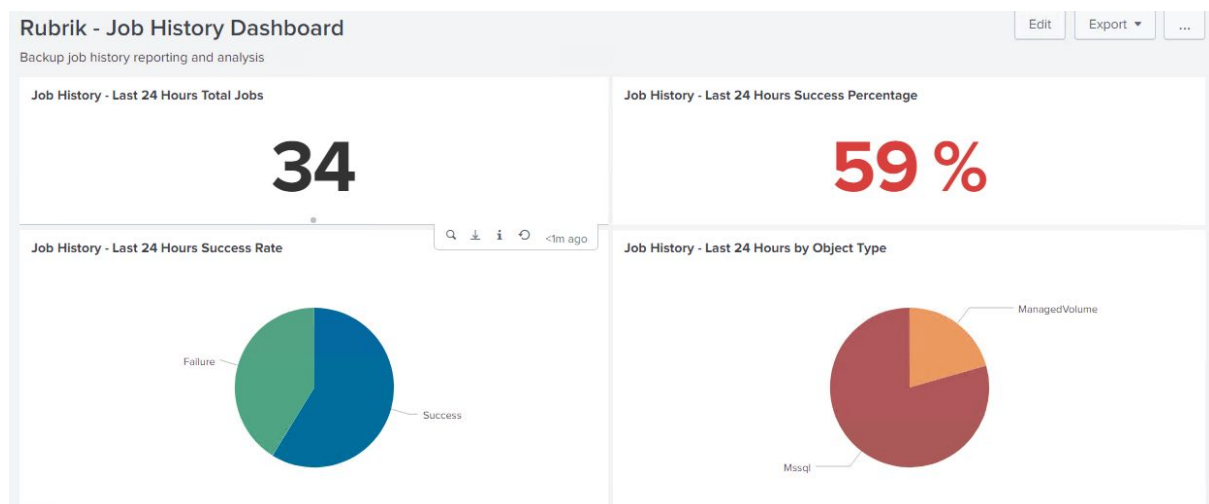 Rubrik - Job History Dashboard
Edit
Export
...
Backup job history reporting and analysis
Job History - Last 24 Hours Total Jobs
34
Job History - Last 24 Hours Success Percentage
59 %
<1m ago
Job History - Last 24 Hours Success Rate
Failure
Success
Job History - Last 24 Hours by Object Type
ManagedVolume
Mssql